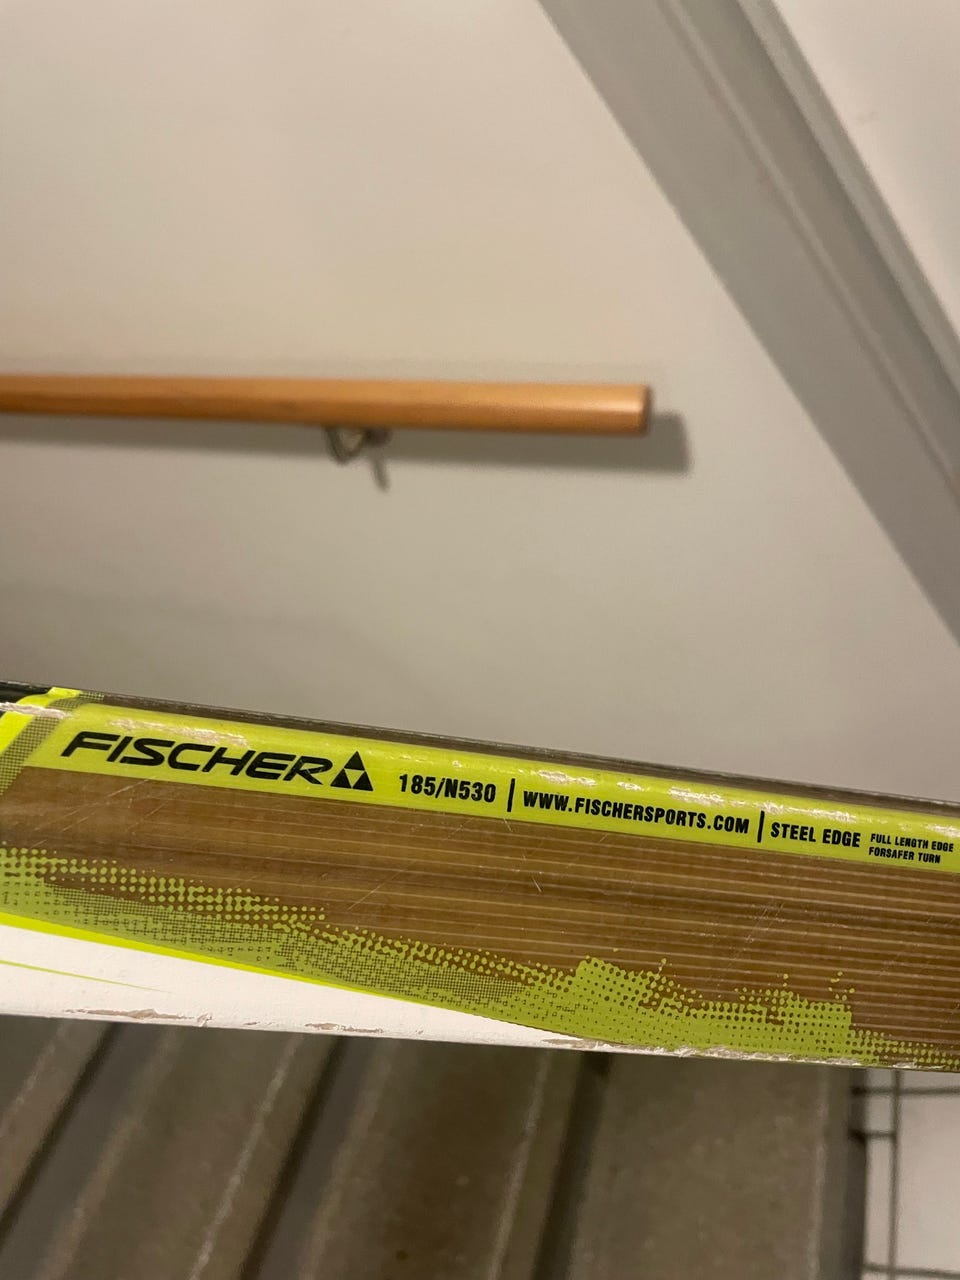 FISCHER 185/N530 | WWW.FISCHERSPORTS.COM | STEEL EDGE
FULL LENGTH EDGE
FORSAFER TURN